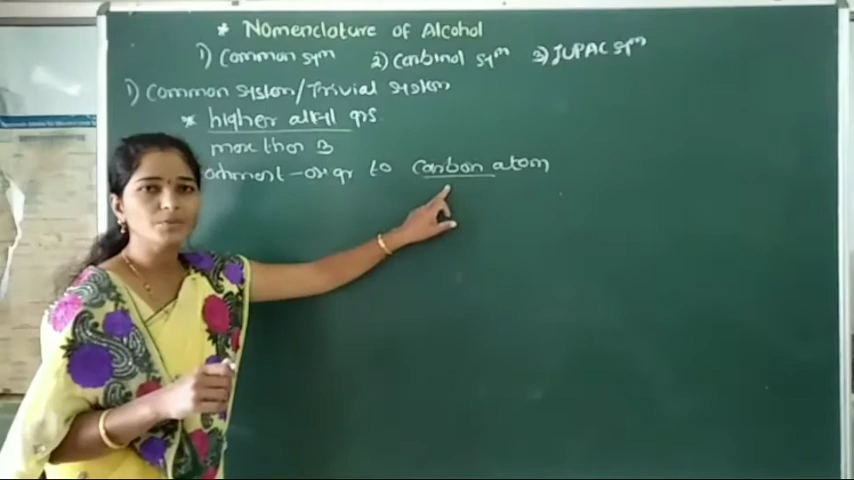 * Nomenclature of Alcohol
1) Common sym 2) Carbinol sym 3) IUPAC sym
1) Common system/Trivial system
* higher alkyl grs
more than 3
achment -OH gr to carbon atom